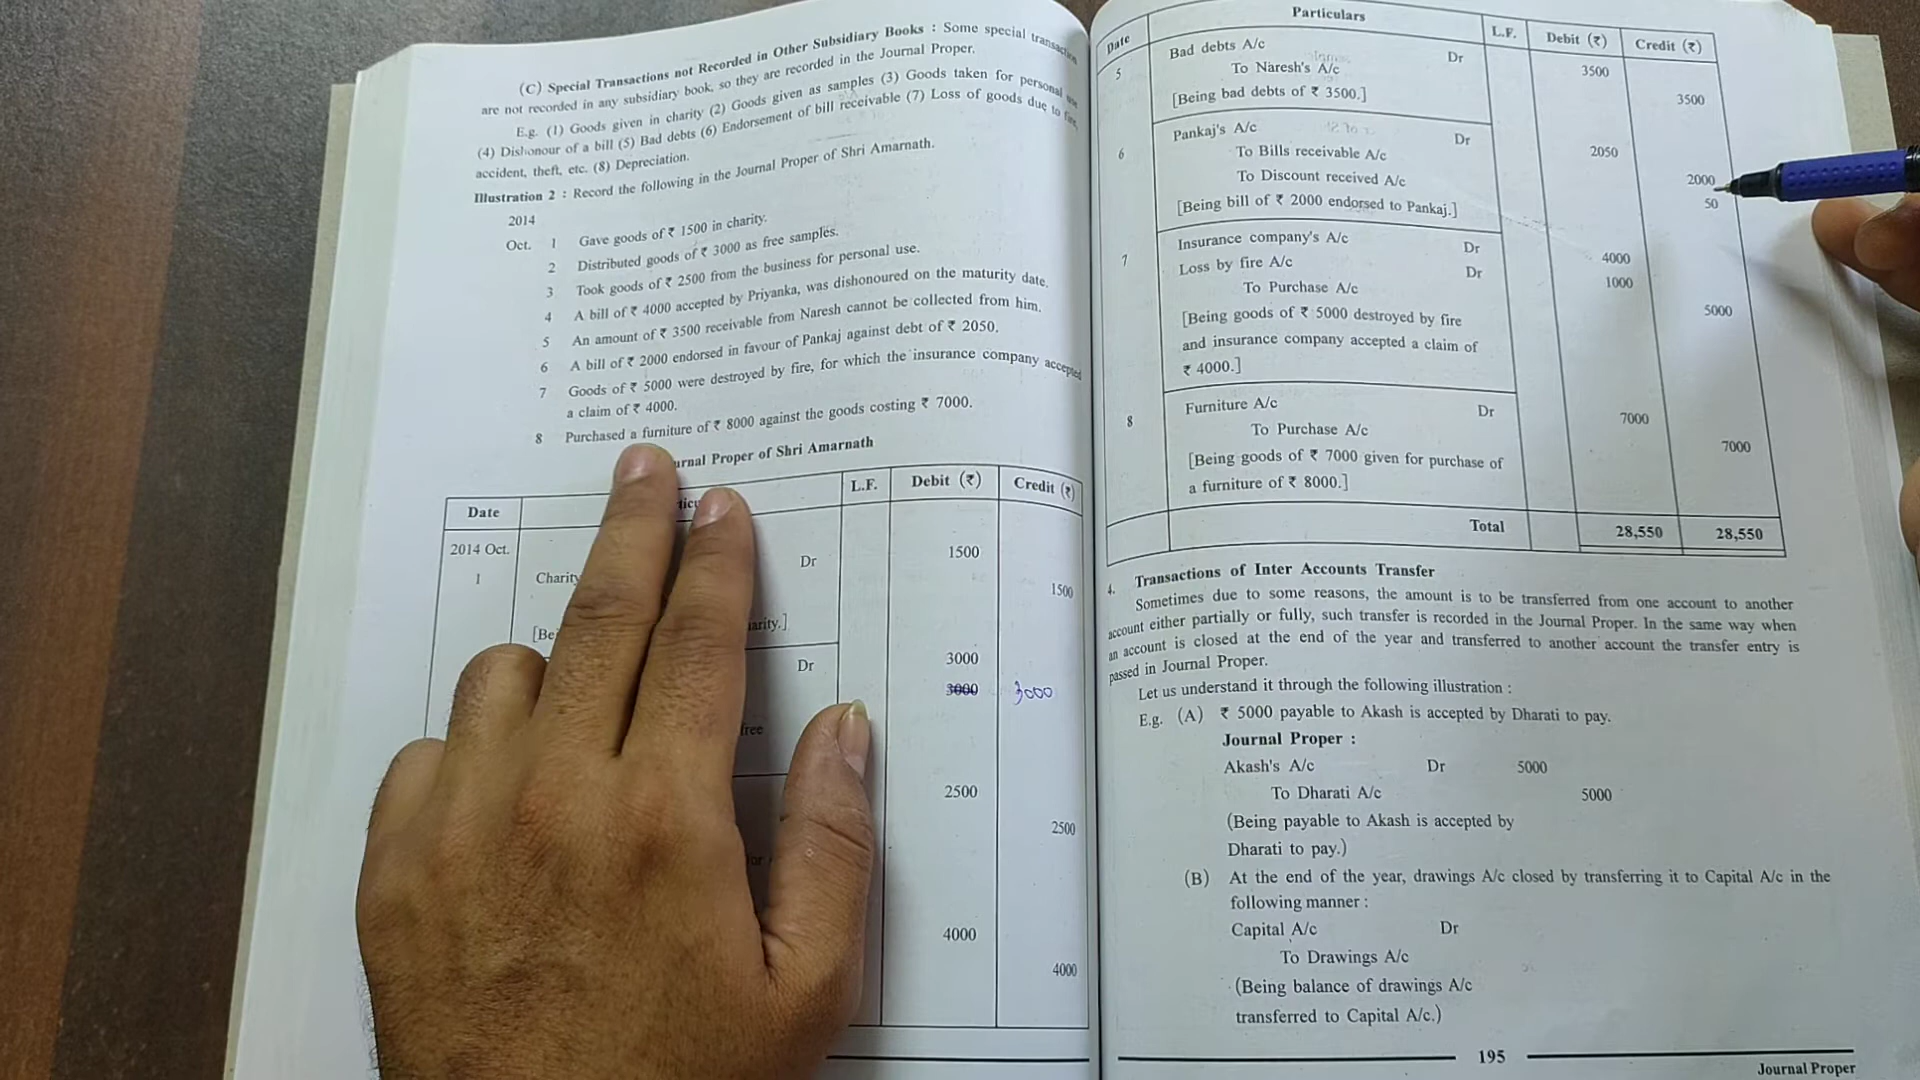 (C) Special Transactions not Recorded in Other Subsidiary Books : Some special transaction
are not recorded in any subsidiary book, so they are recorded in the Journal Proper.
E.g. (1) Goods given in charity (2) Goods given as samples (3) Goods taken for personal use
(4) Dishonour of a bill (5) Bad debts (6) Endorsement of bill receivable (7) Loss of goods due to fire,
accident, theft, etc. (8) Depreciation.
Illustration 2 : Record the following in the Journal Proper of Shri Amarnath.
2014
Oct. 1 Gave goods of ₹ 1500 in charity.
2 Distributed goods of ₹ 3000 as free samples.
3 Took goods of ₹ 2500 from the business for personal use.
4 A bill of ₹ 4000 accepted by Priyanka, was dishonoured on the maturity date.
5 An amount of ₹ 3500 receivable from Naresh cannot be collected from him.
6 A bill of ₹ 2000 endorsed in favour of Pankaj against debt of ₹ 2050.
7 Goods of ₹ 5000 were destroyed by fire, for which the insurance company accepted
a claim of ₹ 4000.
8 Purchased a furniture of ₹ 8000 against the goods costing ₹ 7000.
Proper of Shri Amarnath
Date L.F. Debit (₹) Credit (₹)
2014 Oct. Dr 1500
1 Charity 1500
3000
Dr
3000 3000
free
2500
2500
4000
4000
Date Particulars L.F. Debit (₹) Credit (₹)
5 Bad debts A/c Dr 3500
To Naresh's A/c 3500
[Being bad debts of ₹ 3500.]
6 Pankaj's A/c Dr 2050
To Bills receivable A/c 2000
To Discount received A/c 50
[Being bill of ₹ 2000 endorsed to Pankaj.]
7 Insurance company's A/c Dr 4000
Loss by fire A/c Dr 1000
To Purchase A/c 5000
[Being goods of ₹ 5000 destroyed by fire
and insurance company accepted a claim of
₹ 4000.]
8 Furniture A/c Dr 7000
To Purchase A/c 7000
[Being goods of ₹ 7000 given for purchase of
a furniture of ₹ 8000.]
Total 28,550 28,550
4. Transactions of Inter Accounts Transfer
Sometimes due to some reasons, the amount is to be transferred from one account to another
account either partially or fully, such transfer is recorded in the Journal Proper. In the same way when
an account is closed at the end of the year and transferred to another account the transfer entry is
passed in Journal Proper.
Let us understand it through the following illustration :
E.g. (A) ₹ 5000 payable to Akash is accepted by Dharati to pay.
Journal Proper :
Akash's A/c Dr 5000
To Dharati A/c 5000
(Being payable to Akash is accepted by
Dharati to pay.)
(B) At the end of the year, drawings A/c closed by transferring it to Capital A/c in the
following manner :
Capital A/c Dr
To Drawings A/c
(Being balance of drawings A/c
transferred to Capital A/c.)
195
Journal Proper